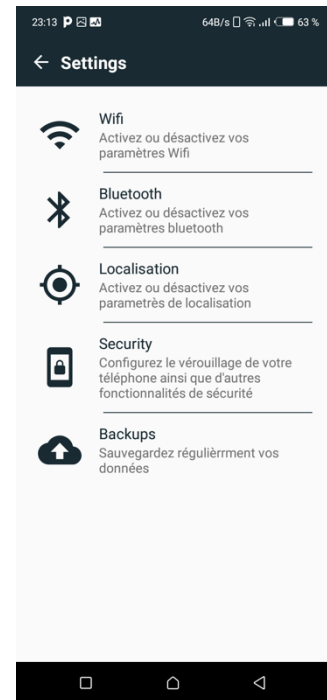 23:13 P 64B/s 63 %
Settings
Wifi
Activez ou désactivez vos
paramètres Wifi
Bluetooth
Activez ou désactivez vos
paramètres bluetooth
Localisation
Activez ou désactivez vos
parametrès de localisation
Security
Configurez le vérouillage de votre
téléphone ainsi que d'autres
fonctionnalités de sécurité
Backups
Sauvegardez régulièrrment vos
données